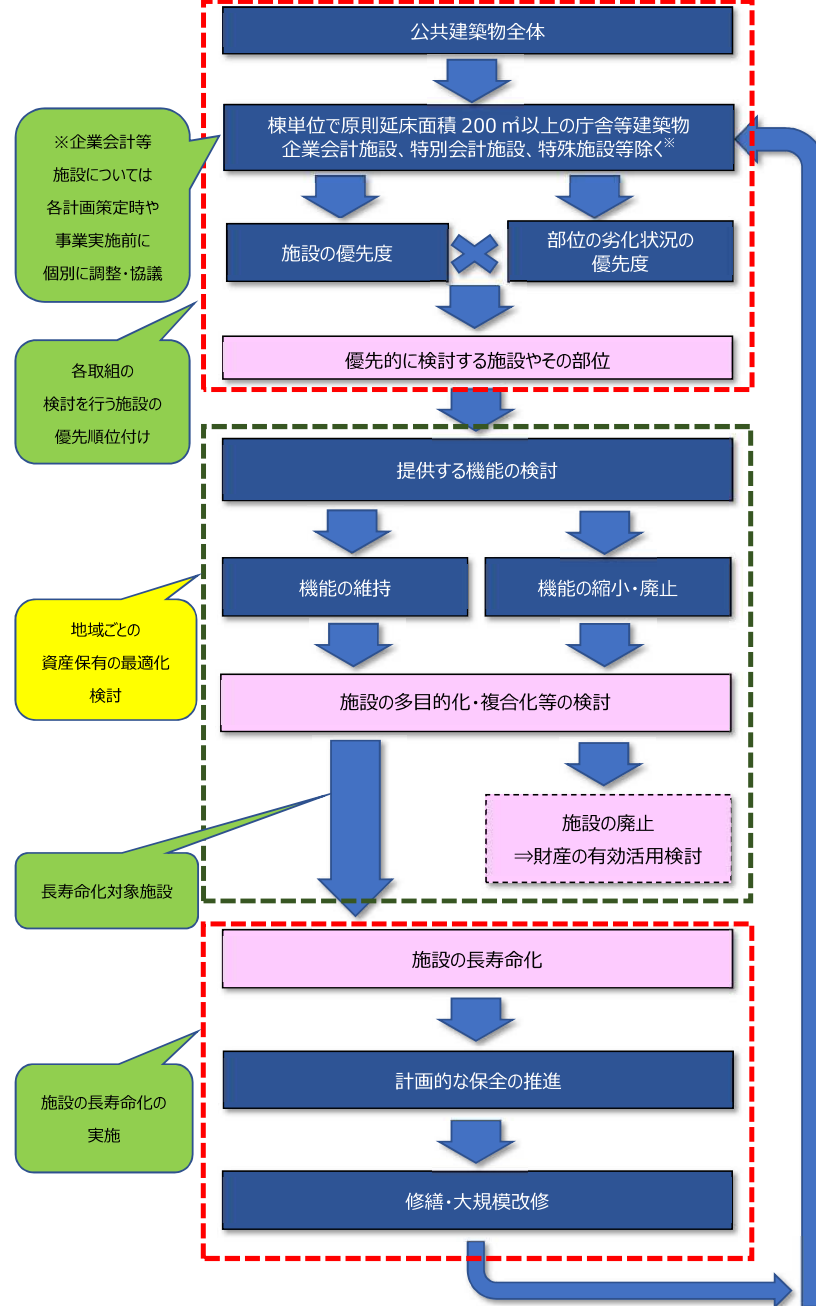 公共建築物全体
棟単位で原則延床面積 200 ㎡以上の庁舎等建築物
企業会計施設、特別会計施設、特殊施設等除く※
※企業会計等
施設については
各計画策定時や
事業実施前に
個別に調整・協議
施設の優先度
部位の劣化状況の
優先度
優先的に検討する施設やその部位
各取組の
検討を行う施設の
優先順位付け
提供する機能の検討
機能の維持
機能の縮小・廃止
地域ごとの
資産保有の最適化
検討
施設の多目的化・複合化等の検討
施設の廃止
⇒財産の有効活用検討
長寿命化対象施設
施設の長寿命化
計画的な保全の推進
施設の長寿命化の
実施
修繕・大規模改修